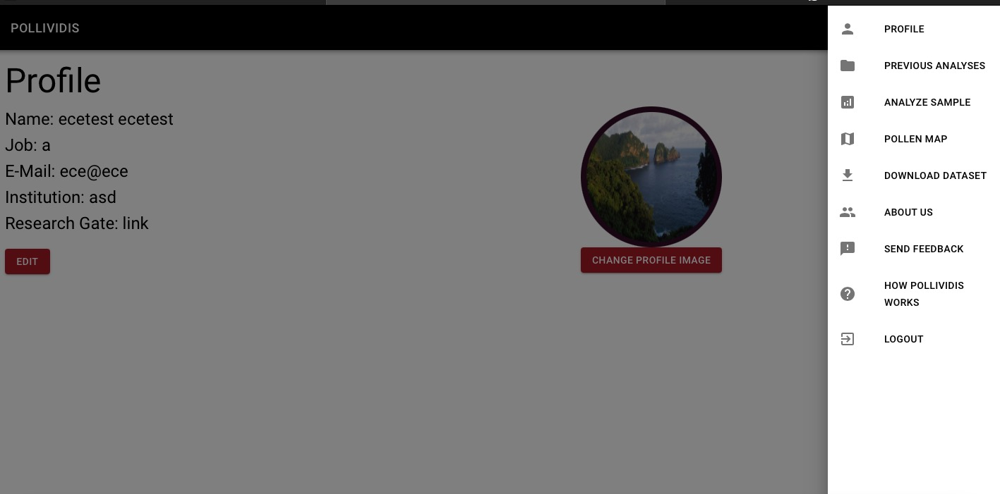 POLLIVIDIS
Profile
Name: ecetest ecetest
Job: a
E-Mail: ece@ece
Institution: asd
Research Gate: link
EDIT
CHANGE PROFILE IMAGE
PROFILE
PREVIOUS ANALYSES
ANALYZE SAMPLE
POLLEN MAP
DOWNLOAD DATASET
ABOUT US
SEND FEEDBACK
HOW POLLIVIDIS
WORKS
LOGOUT